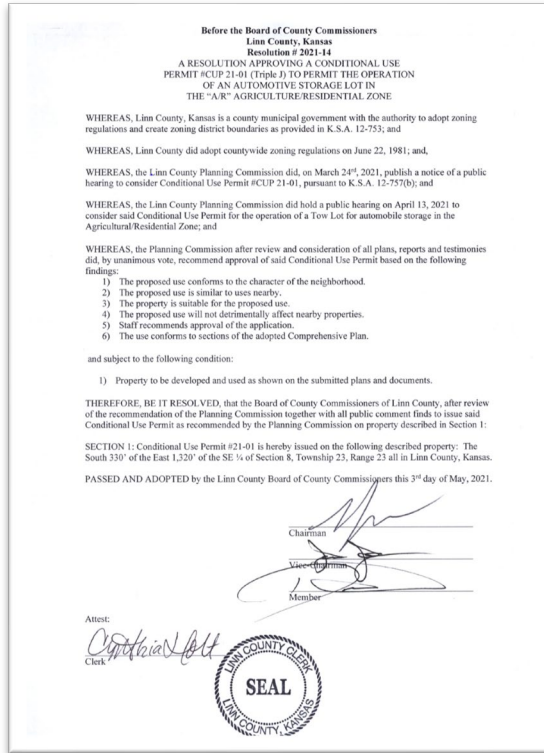 Before the Board of County Commissioners
Linn County, Kansas
Resolution # 2021-14
A RESOLUTION APPROVING A CONDITIONAL USE
PERMIT #CUP 21-01 (Triple J) TO PERMIT THE OPERATION
OF AN AUTOMOTIVE STORAGE LOT IN
THE “A/R” AGRICULTURE/RESIDENTIAL ZONE
WHEREAS, Linn County, Kansas is a county municipal government with the authority to adopt zoning
regulations and create zoning district boundaries as provided in K.S.A. 12-753; and
WHEREAS, Linn County did adopt countywide zoning regulations on June 22, 1981; and,
WHEREAS, the Linn County Planning Commission did, on March 24rd, 2021, publish a notice of a public
hearing to consider Conditional Use Permit #CUP 21-01, pursuant to K.S.A. 12-757(b); and
WHEREAS, the Linn County Planning Commission did hold a public hearing on April 13, 2021 to
consider said Conditional Use Permit for the operation of a Tow Lot for automobile storage in the
Agricultural/Residential Zone; and
WHEREAS, the Planning Commission after review and consideration of all plans, reports and testimonies
did, by unanimous vote, recommend approval of said Conditional Use Permit based on the following
findings:
1) The proposed use conforms to the character of the neighborhood.
2) The proposed use is similar to uses nearby.
3) The property is suitable for the proposed use.
4) The proposed use will not detrimentally affect nearby properties.
5) Staff recommends approval of the application.
6) The use conforms to sections of the adopted Comprehensive Plan.
and subject to the following condition:
1) Property to be developed and used as shown on the submitted plans and documents.
THEREFORE, BE IT RESOLVED, that the Board of County Commissioners of Linn County, after review
of the recommendation of the Planning Commission together with all public comment finds to issue said
Conditional Use Permit as recommended by the Planning Commission on property described in Section 1:
SECTION 1: Conditional Use Permit #21-01 is hereby issued on the following described property: The
South 330’ of the East 1,320’ of the SE ¼ of Section 8, Township 23, Range 23 all in Linn County, Kansas.
PASSED AND ADOPTED by the Linn County Board of County Commissioners this 3rd day of May, 2021.
Chairman
Vice-Chairman
Member
Attest:
Cynthia
Clerk
LINN COUNTY CLERK
SEAL
LINN COUNTY, KANSAS